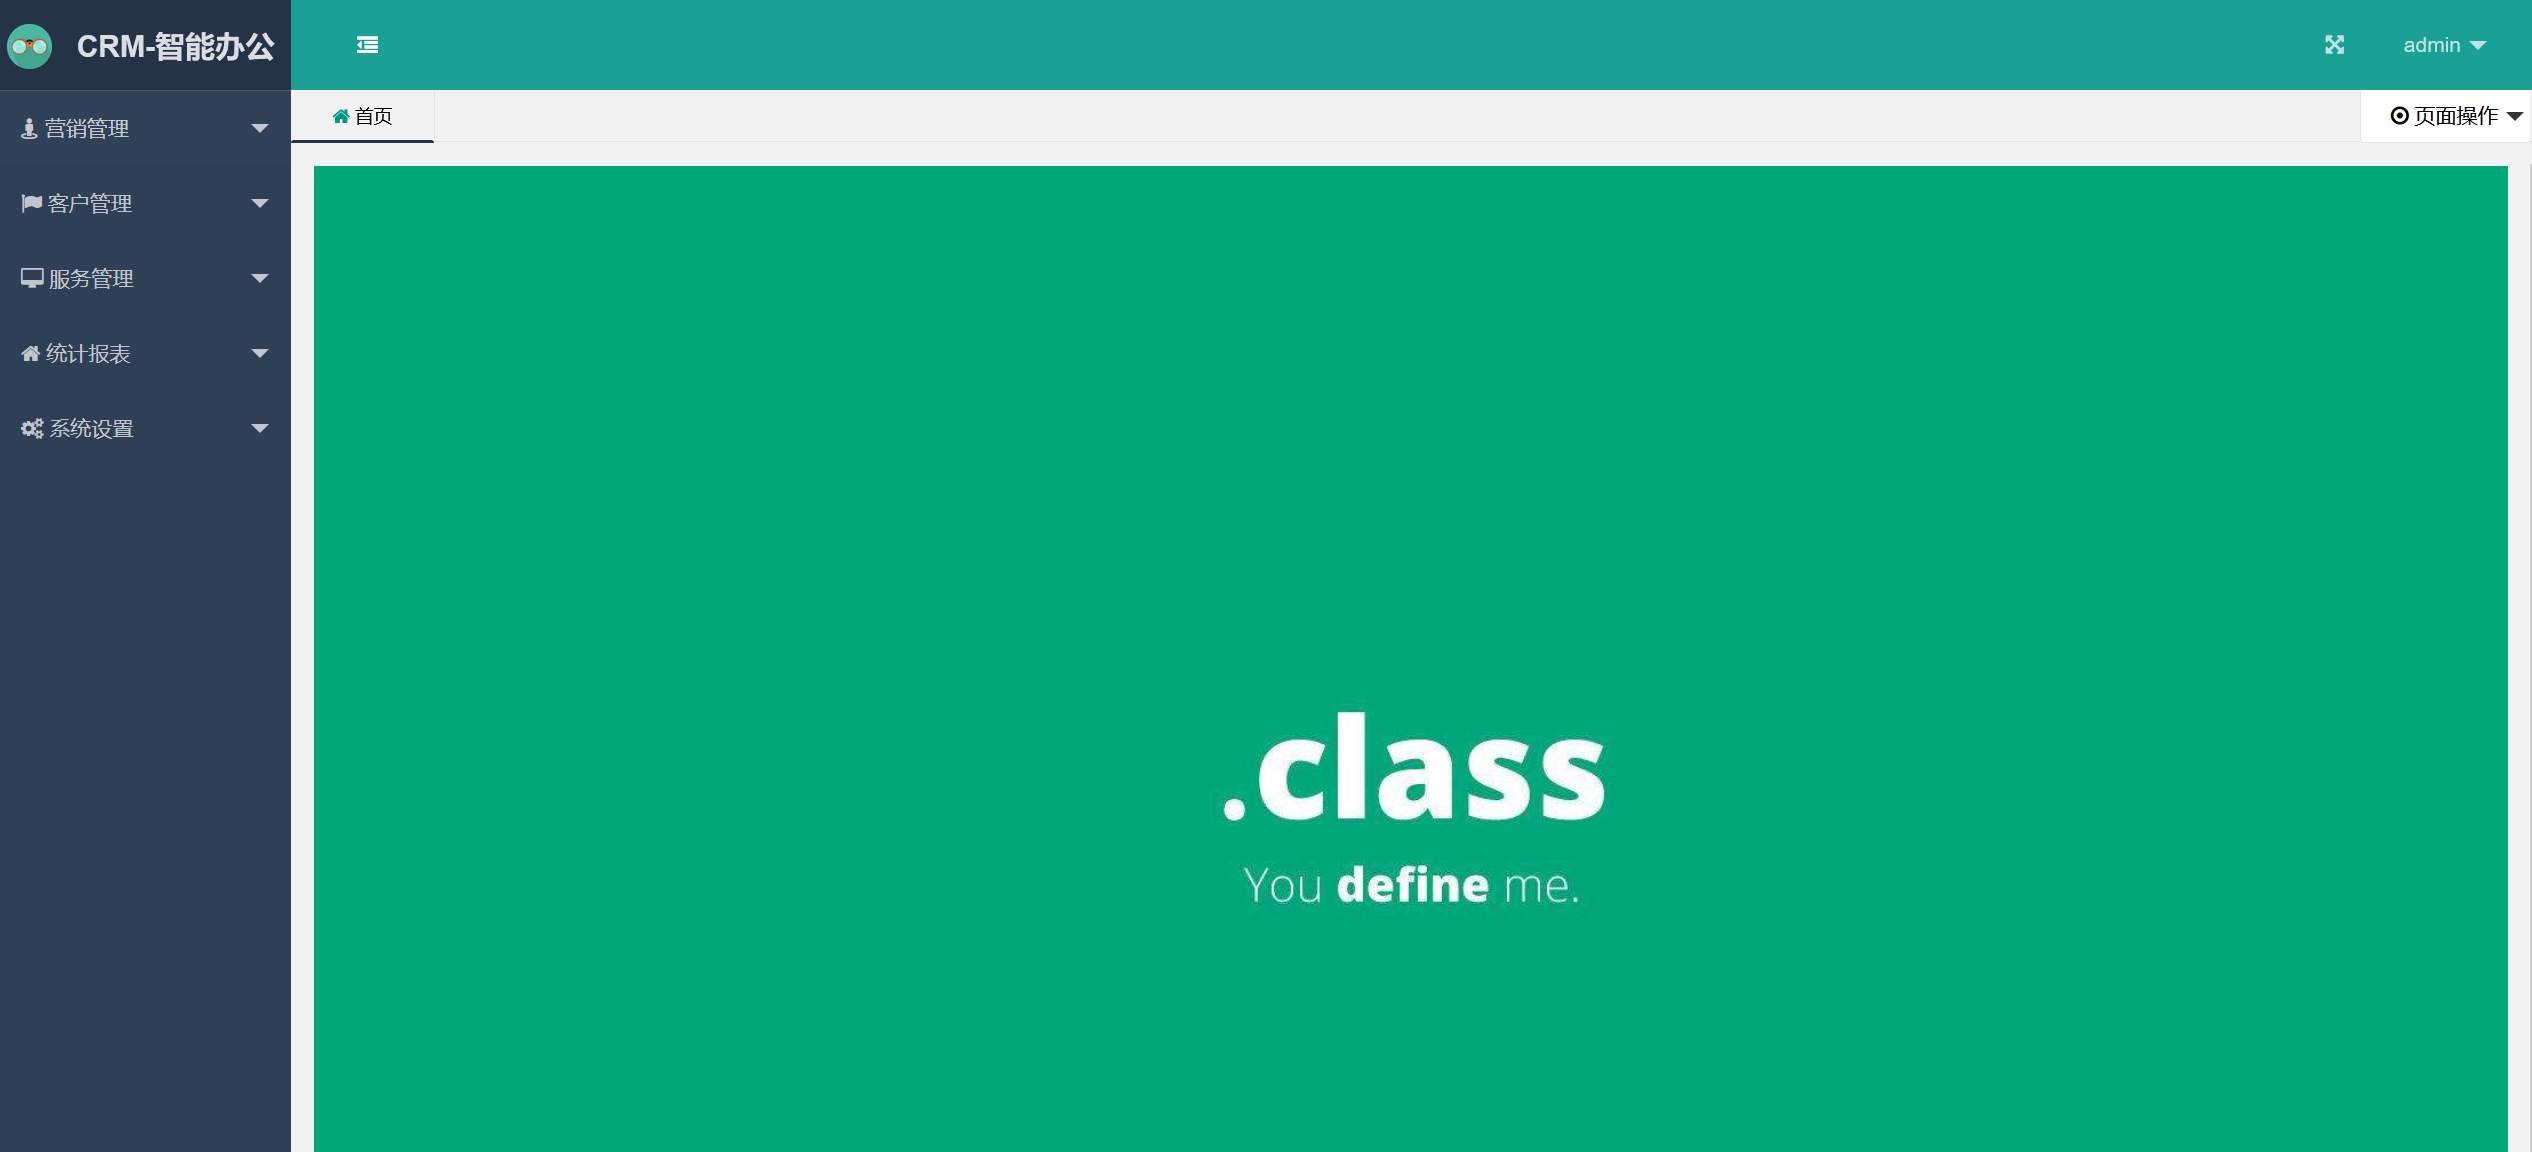 CRM-智能办公
admin
首页
页面操作
营销管理
客户管理
服务管理
统计报表
系统设置
.class
You define me.